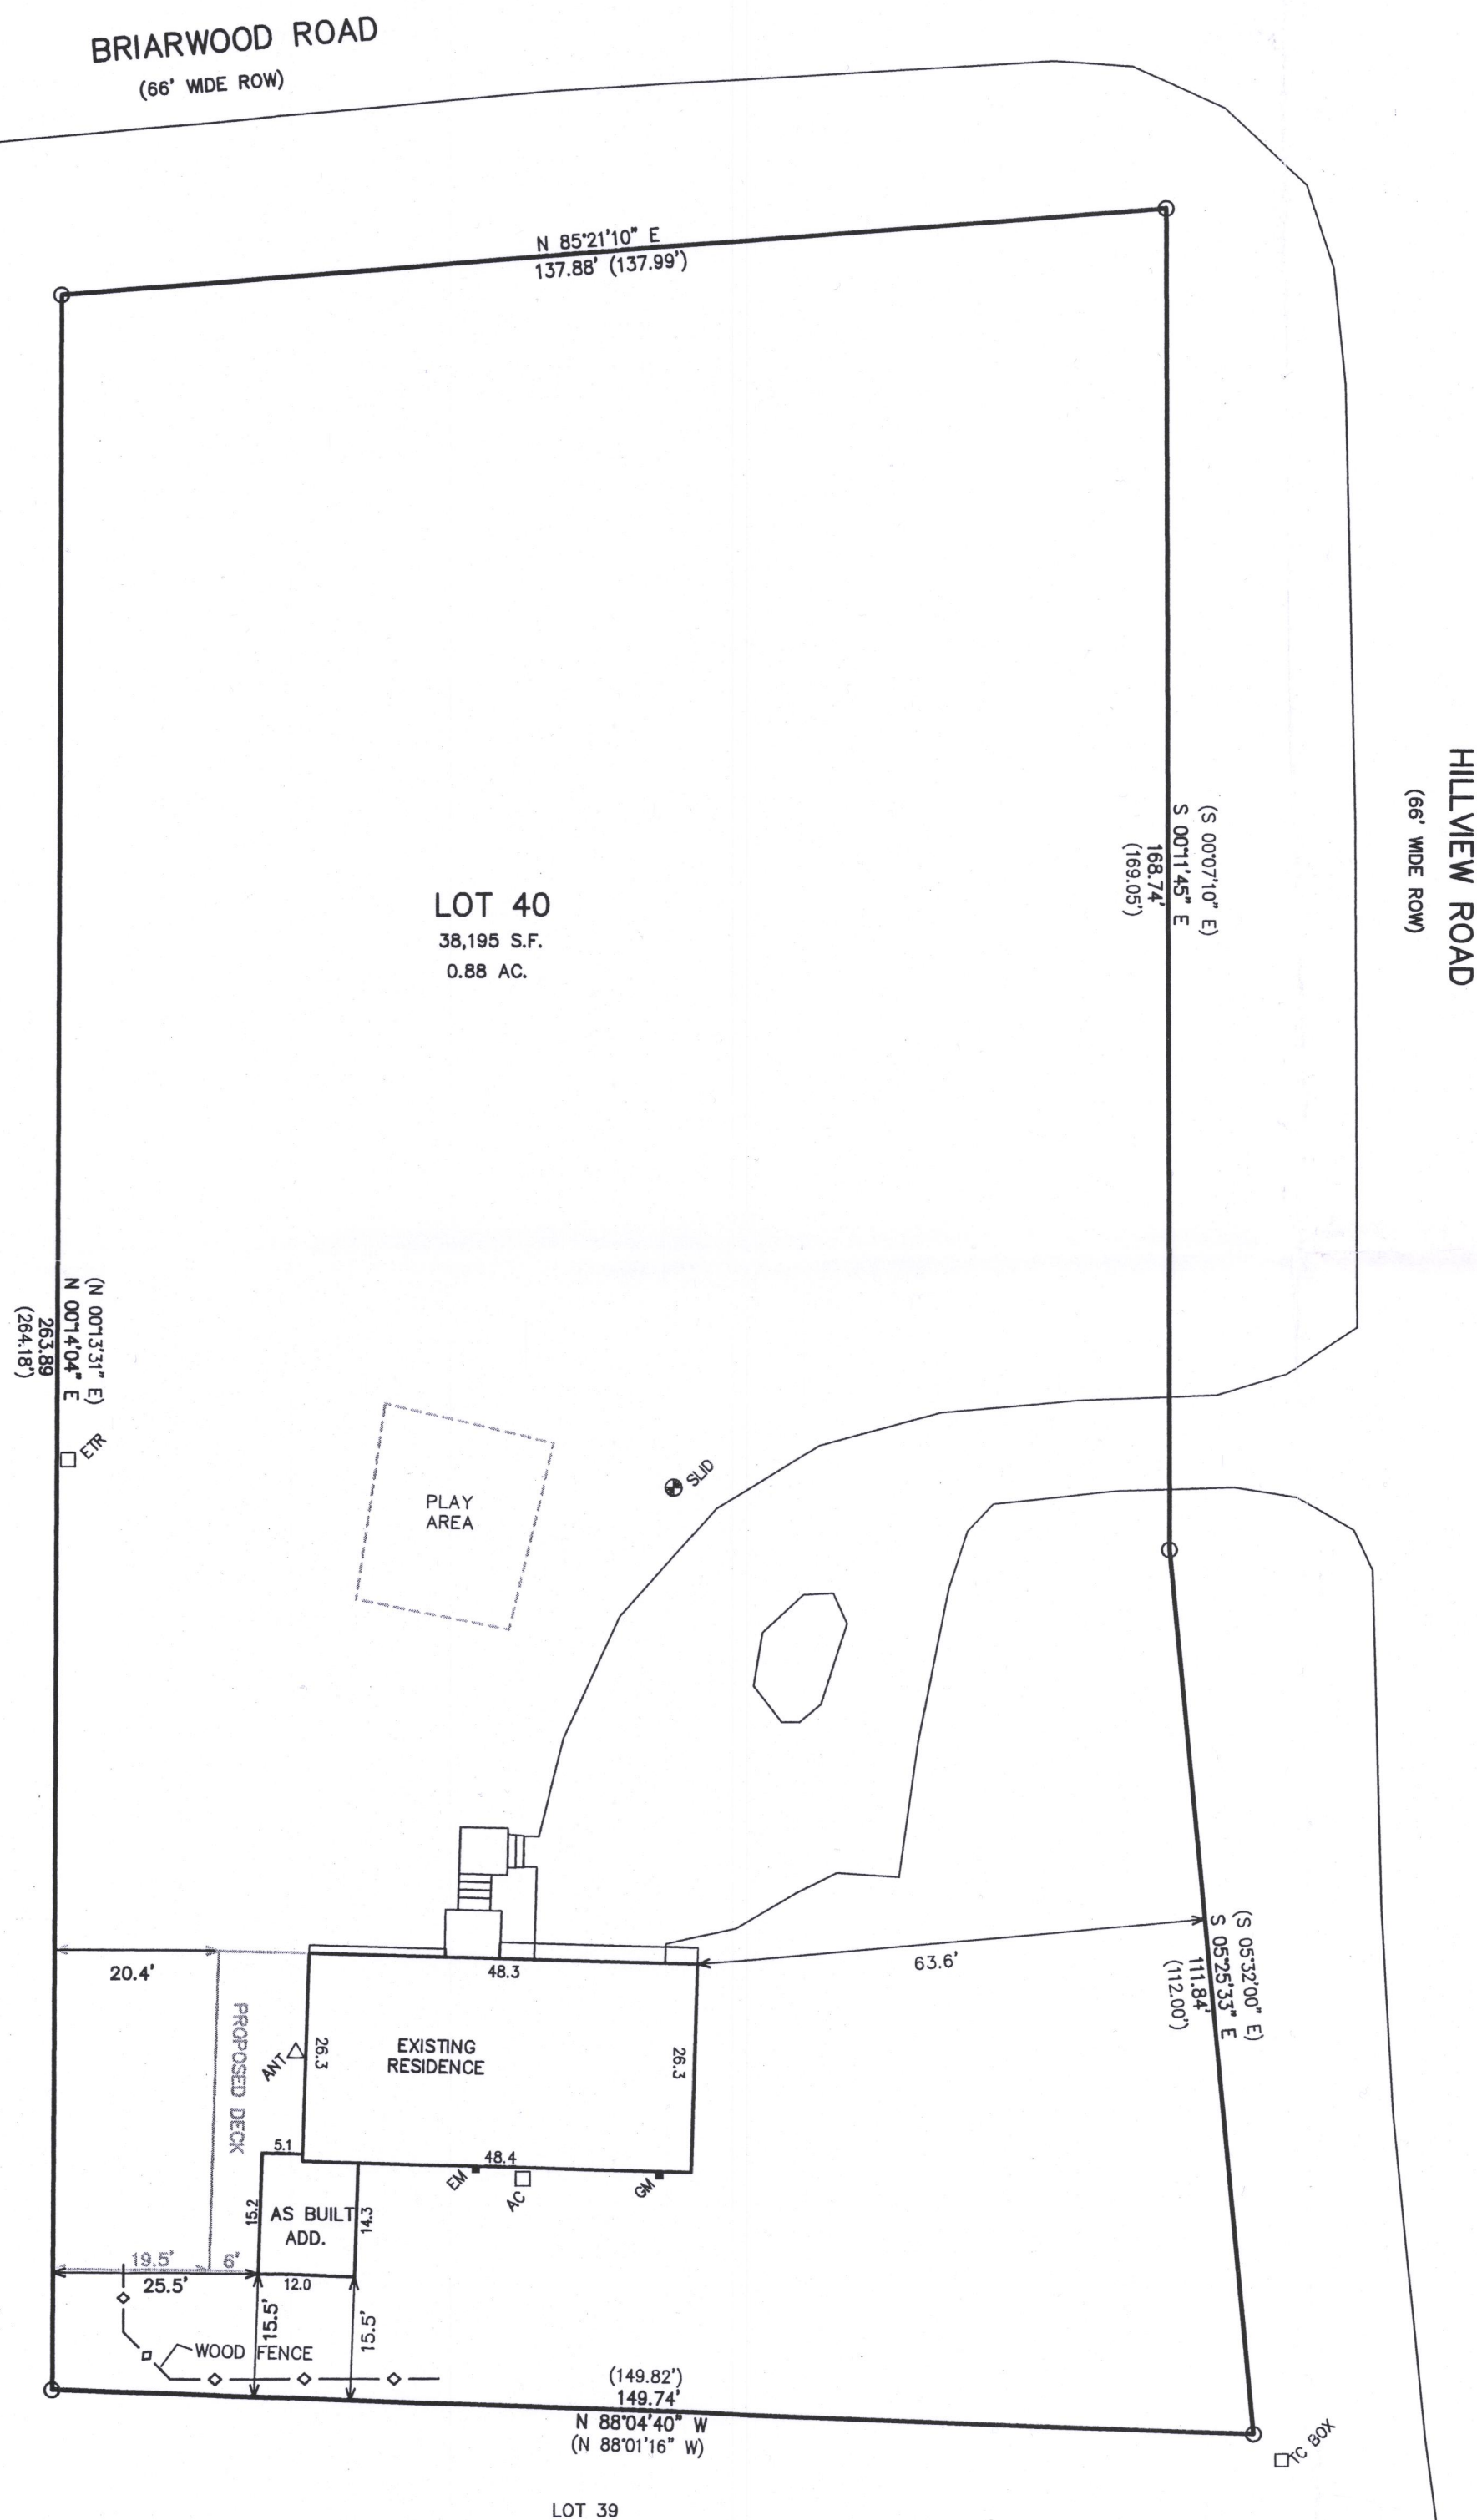 BRIARWOOD ROAD
(66' WIDE ROW)
N 85°21'10" E
137.88' (137.99')
HILLVIEW ROAD
(66' WIDE ROW)
(S 00°07'10" E)
S 00°11'45" E
168.74'
(169.05')
LOT 40
38,195 S.F.
0.88 AC.
(N 00°13'31" E)
N 00°14'04" E
263.89
(264.18')
ETR
PLAY
AREA
SLID
(S 05°32'00" E)
S 05°25'33" E
111.84'
(112.00')
63.6'
20.4'
48.3
PROPOSED DECK
ANT
26.3
EXISTING
RESIDENCE
26.3
5.1
48.4
EM
AC
GM
15.2
AS BUILT
ADD.
14.3
19.5'
6'
25.5'
12.0
15.5'
15.5'
WOOD FENCE
(149.82')
149.74'
N 88°04'40" W
(N 88°01'16" W)
TC BOX
LOT 39